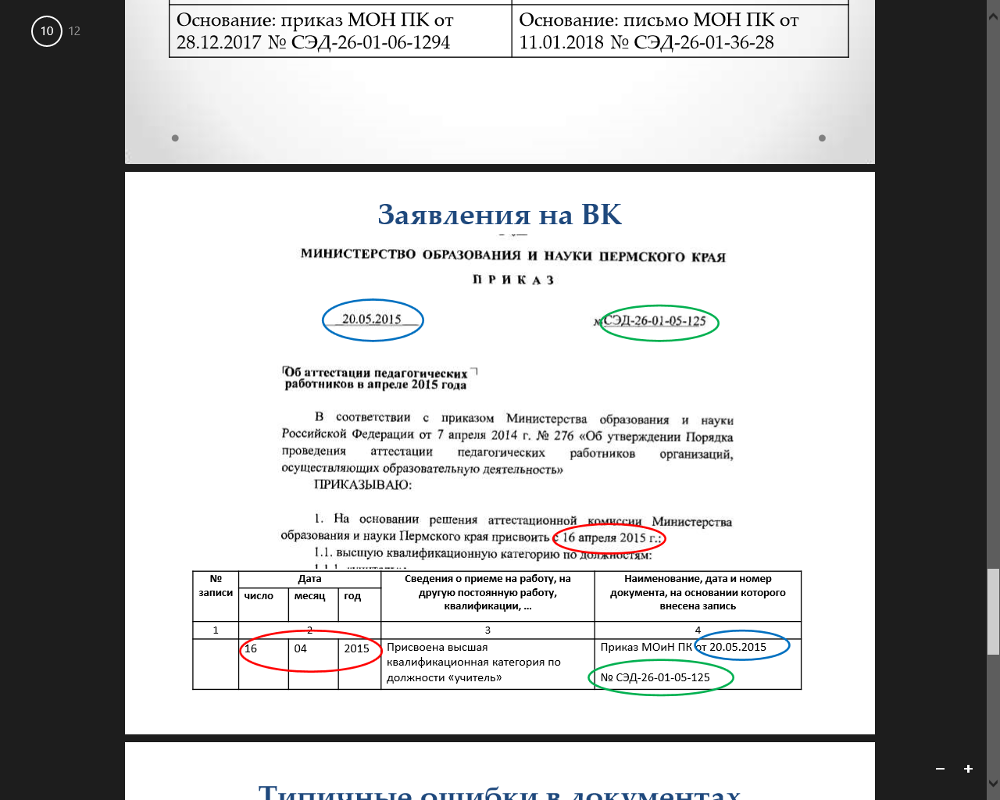 10 12
Основание: приказ МОН ПК от
28.12.2017 № СЭД-26-01-06-1294
Основание: письмо МОН ПК от
11.01.2018 № СЭД-26-01-36-28
Заявления на ВК
МИНИСТЕРСТВО ОБРАЗОВАНИЯ И НАУКИ ПЕРМСКОГО КРАЯ
П Р И К А З
20.05.2015
№ СЭД-26-01-05-125
Об аттестации педагогических
работников в апреле 2015 года
В соответствии с приказом Министерства образования и науки
Российской Федерации от 7 апреля 2014 г. № 276 «Об утверждении Порядка
проведения аттестации педагогических работников организаций,
осуществляющих образовательную деятельность»
ПРИКАЗЫВАЮ:
1. На основании решения аттестационной комиссии Министерства
образования и науки Пермского края присвоить с 16 апреля 2015 г.:
1.1. высшую квалификационную категорию по должностям:
№
записи
Дата
число месяц год
Сведения о приеме на работу, на
другую постоянную работу,
квалификации, …
Наименование, дата и номер
документа, на основании которого
внесена запись
1 2 3 4
16 04 2015
Присвоена высшая
квалификационная категория по
должности «учитель»
Приказ МОиН ПК от 20.05.2015
№ СЭД-26-01-05-125
Типичные ошибки в документах